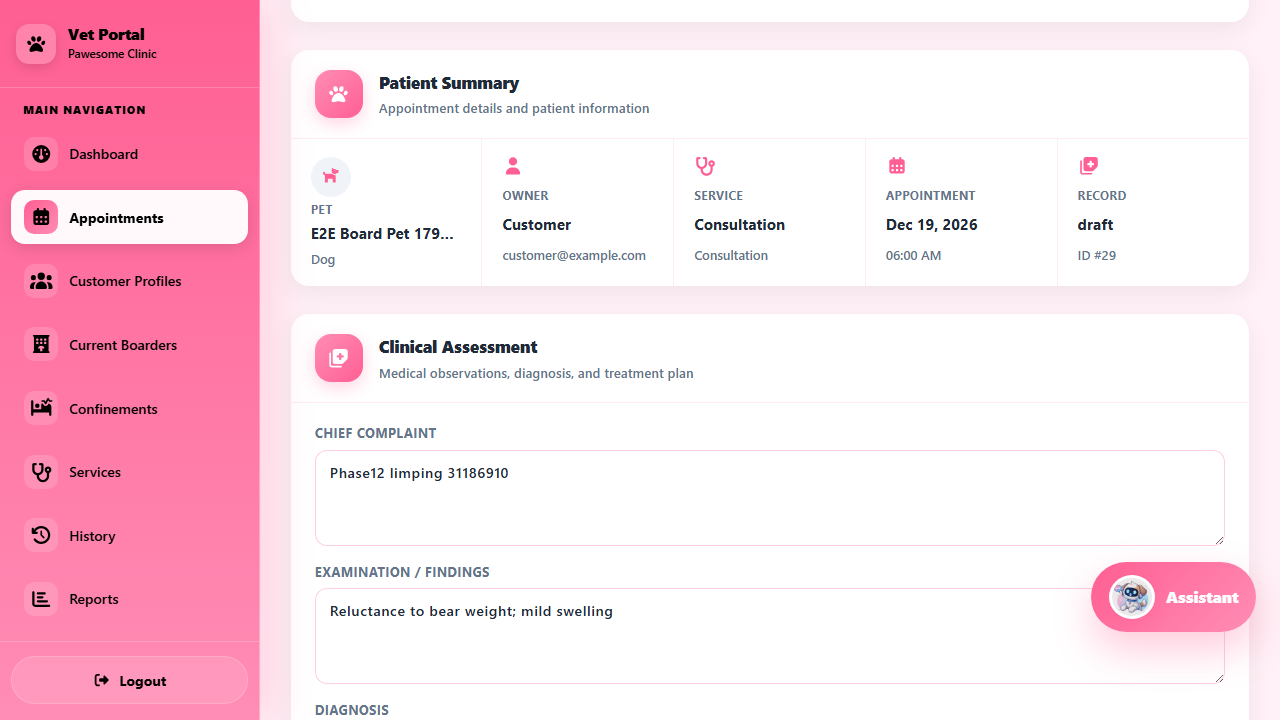 Vet Portal
Pawesome Clinic
MAIN NAVIGATION
Dashboard
Appointments
Customer Profiles
Current Boarders
Confinements
Services
History
Reports
Logout
Patient Summary
Appointment details and patient information
PET
E2E Board Pet 179...
Dog
OWNER
Customer
customer@example.com
SERVICE
Consultation
Consultation
APPOINTMENT
Dec 19, 2026
06:00 AM
RECORD
draft
ID #29
Clinical Assessment
Medical observations, diagnosis, and treatment plan
CHIEF COMPLAINT
Phase12 limping 31186910
EXAMINATION / FINDINGS
Reluctance to bear weight; mild swelling
Assistant
DIAGNOSIS